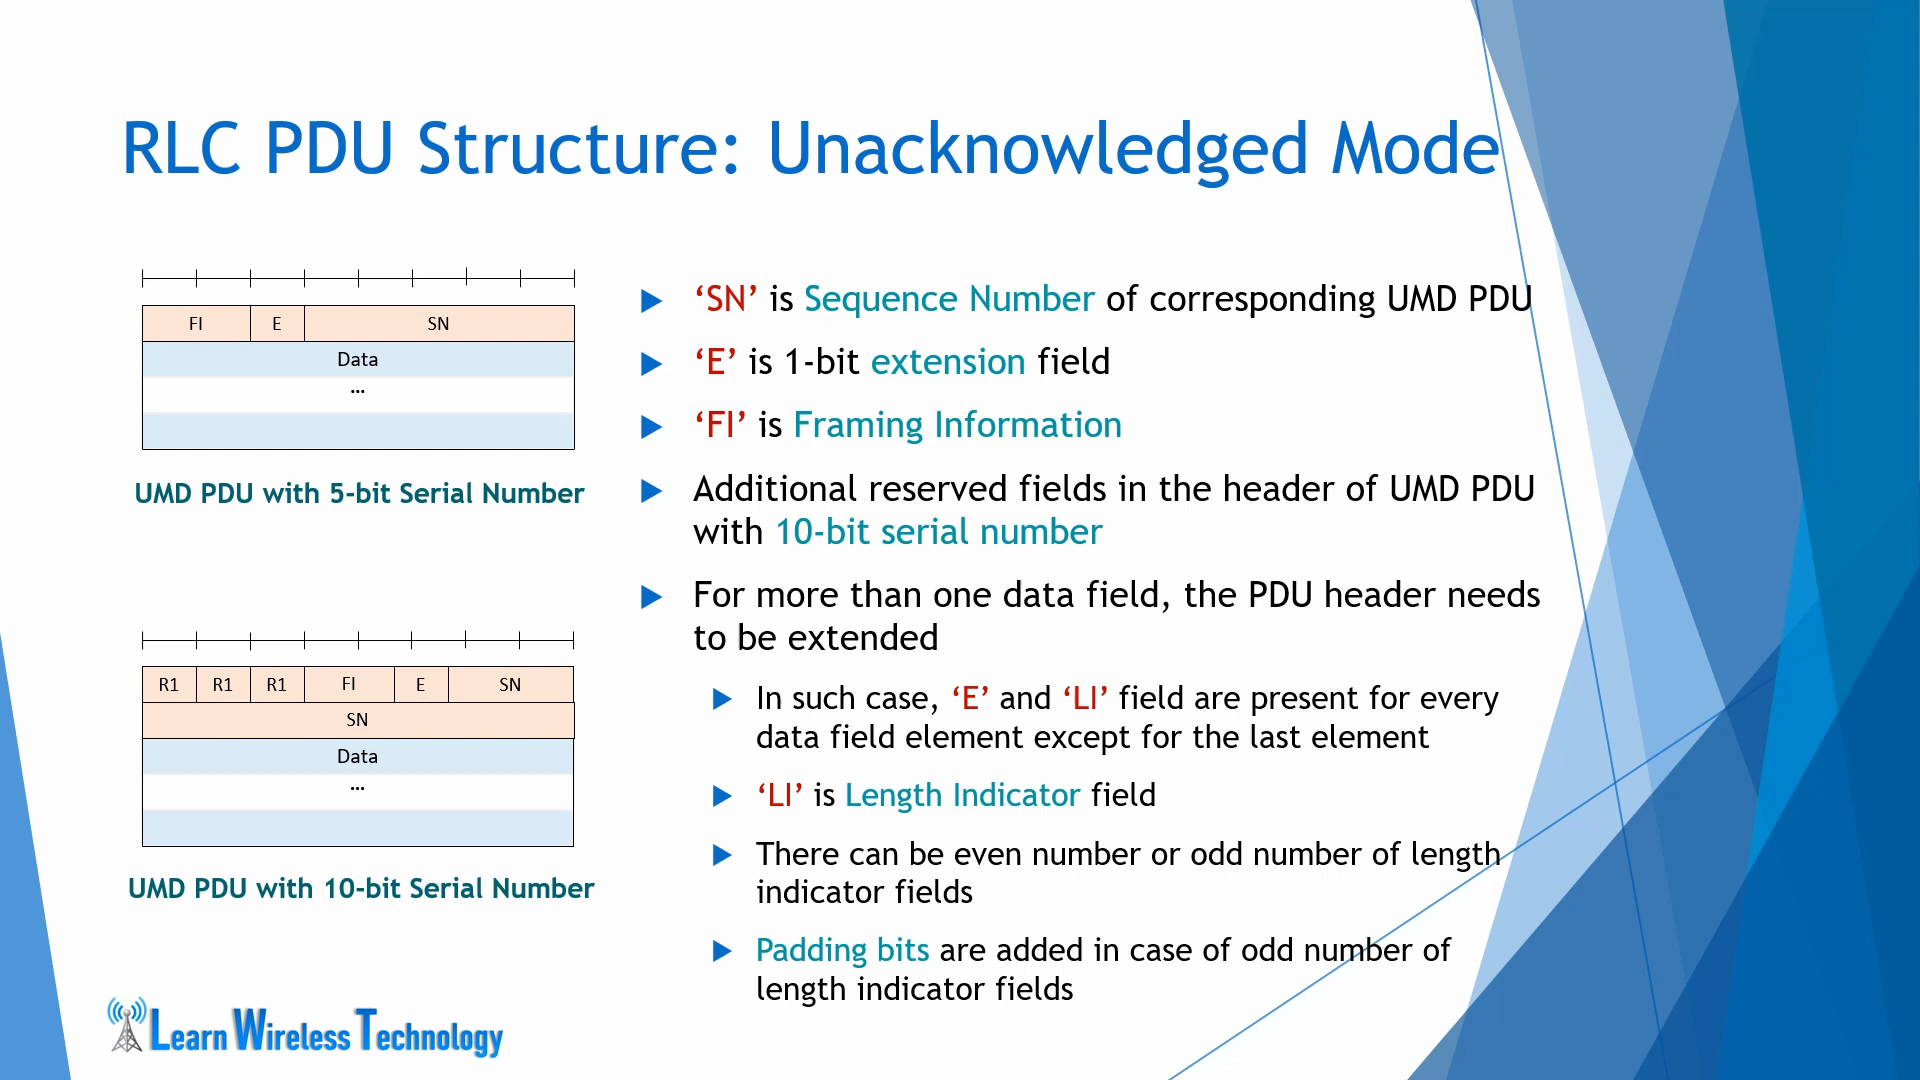 RLC PDU Structure: Unacknowledged Mode
FI E SN
Data
...
UMD PDU with 5-bit Serial Number
R1 R1 R1 FI E SN
SN
Data
...
UMD PDU with 10-bit Serial Number
‘SN’ is Sequence Number of corresponding UMD PDU
‘E’ is 1-bit extension field
‘FI’ is Framing Information
Additional reserved fields in the header of UMD PDU
with 10-bit serial number
For more than one data field, the PDU header needs
to be extended
In such case, ‘E’ and ‘LI’ field are present for every
data field element except for the last element
‘LI’ is Length Indicator field
There can be even number or odd number of length
indicator fields
Padding bits are added in case of odd number of
length indicator fields
Learn Wireless Technology